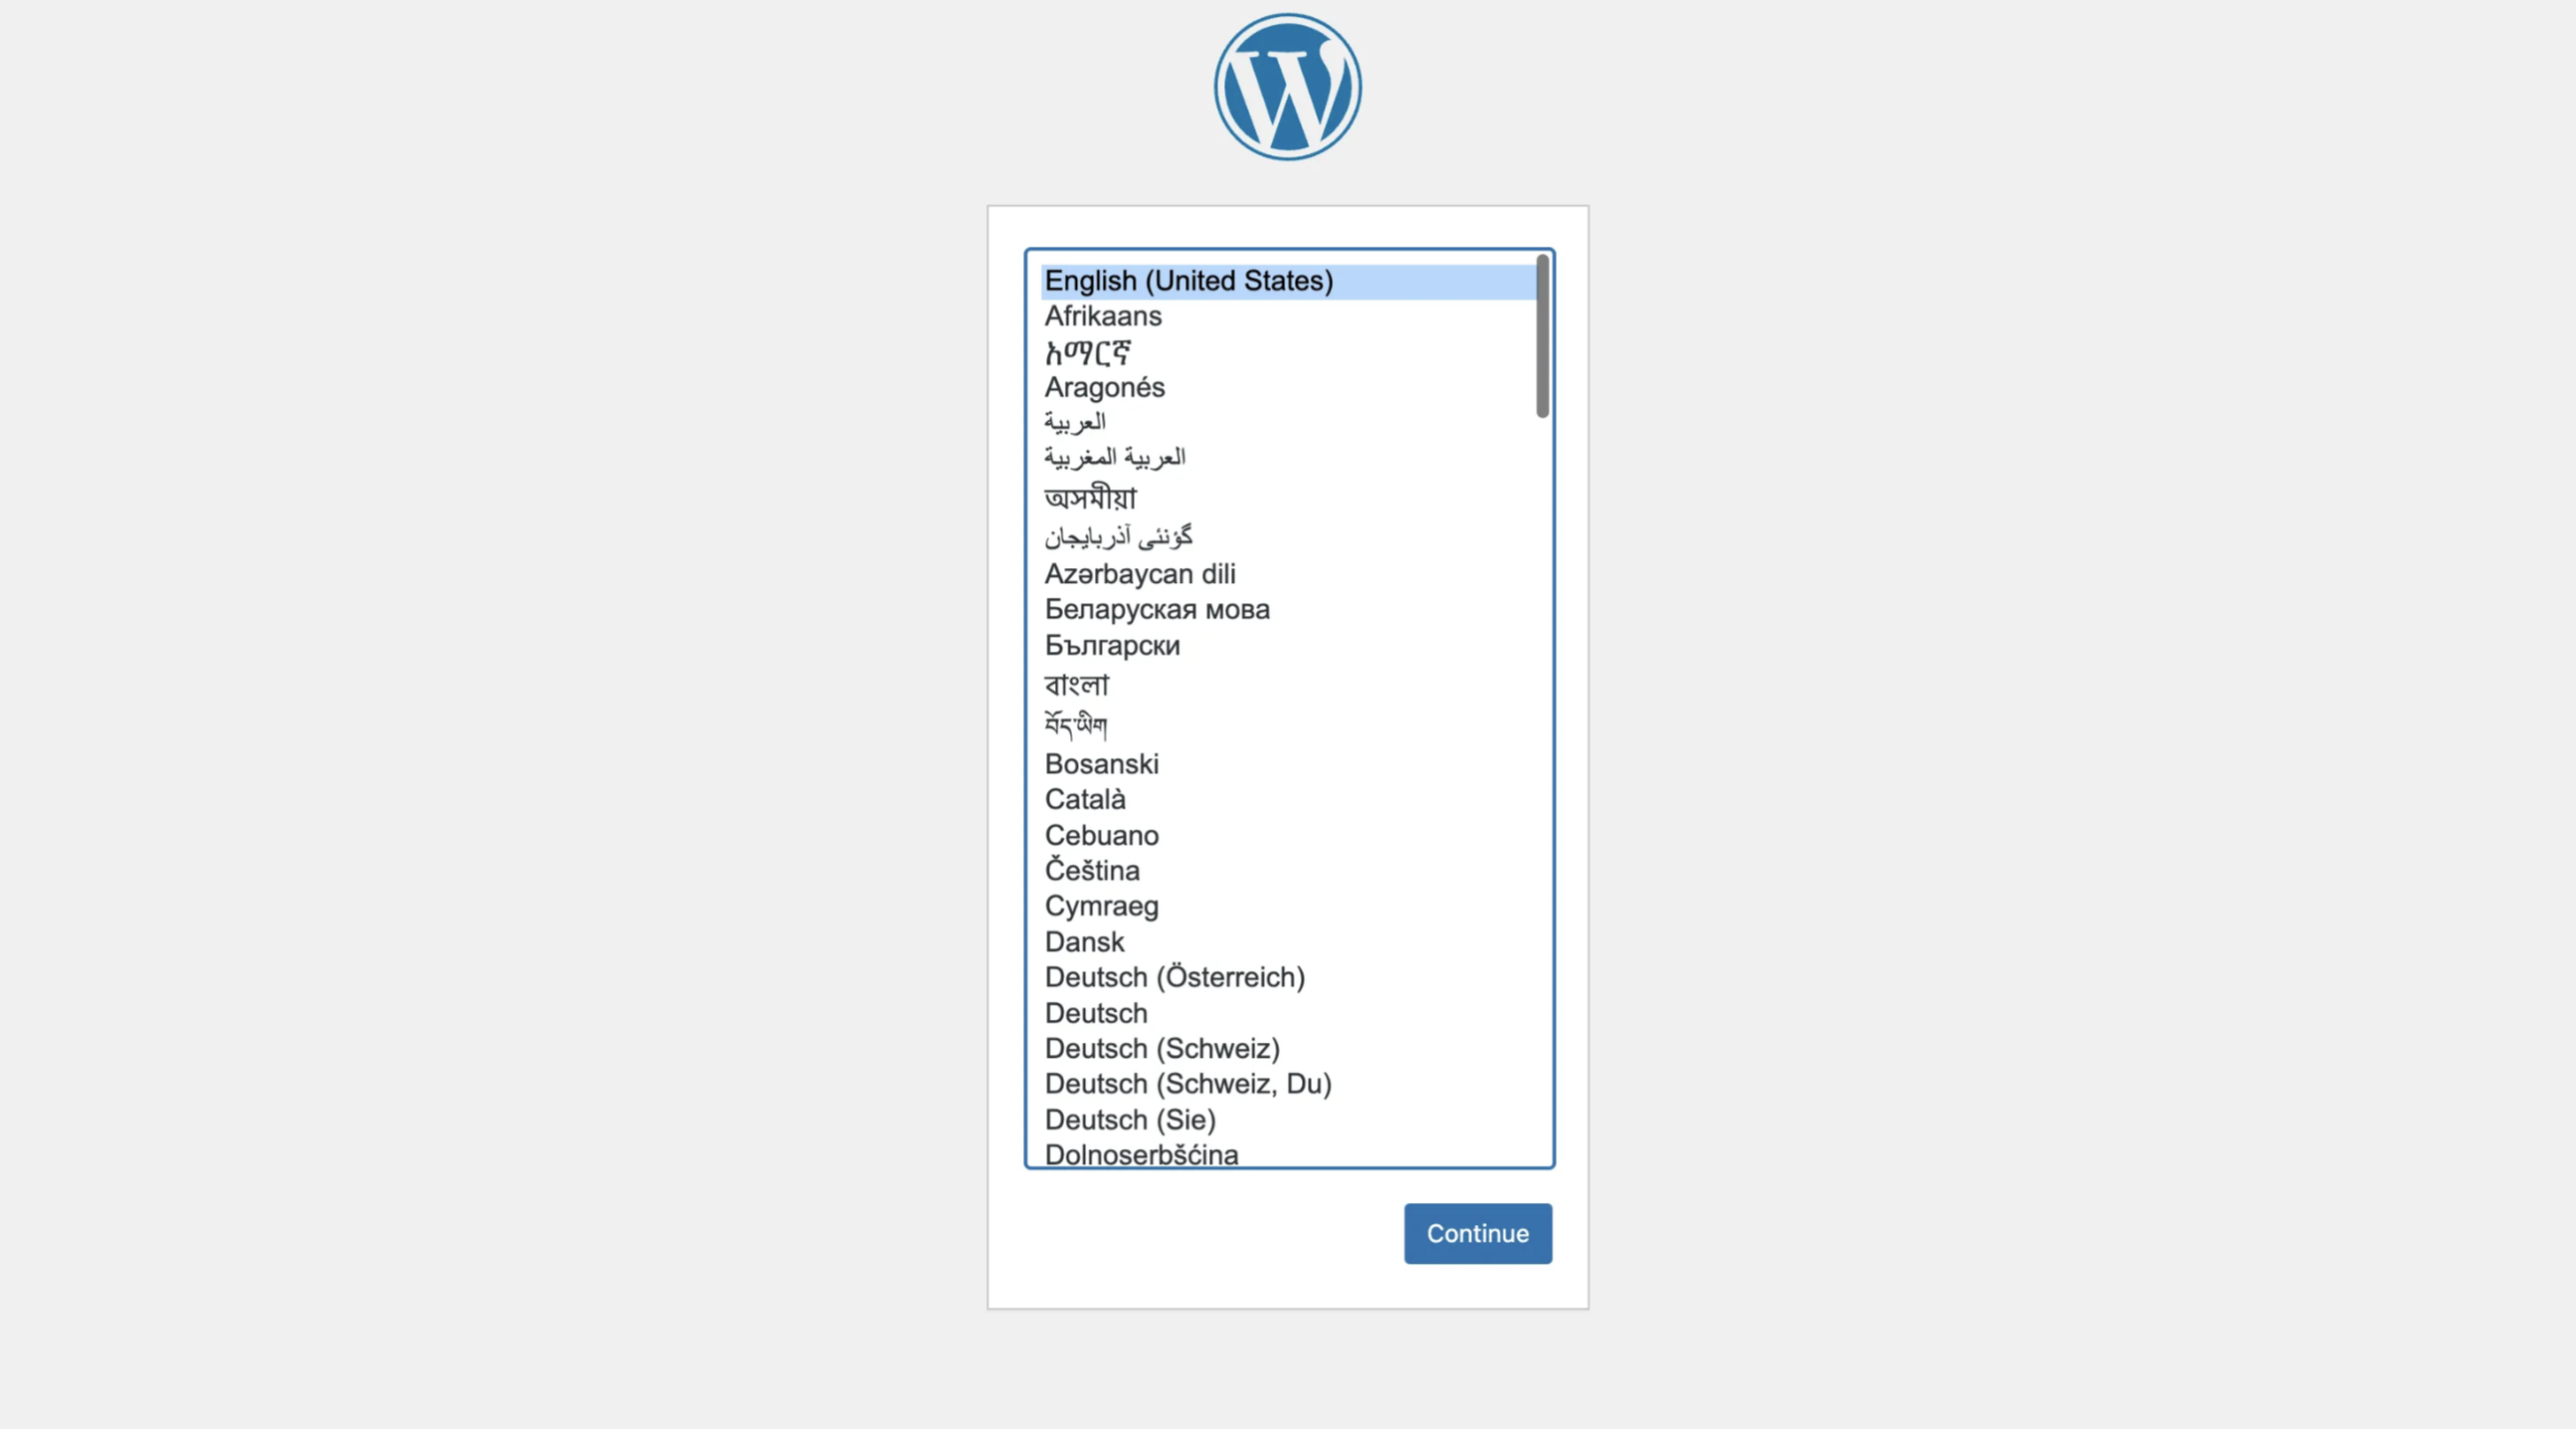 English (United States)
Afrikaans
አማርኛ
Aragonés
العربية
العربية المغربية
অসমীয়া
گؤنئی آذربایجان
Azərbaycan dili
Беларуская мова
Български
বাংলা
བོད་ཡིག
Bosanski
Català
Cebuano
Čeština
Cymraeg
Dansk
Deutsch (Österreich)
Deutsch
Deutsch (Schweiz)
Deutsch (Schweiz, Du)
Deutsch (Sie)
Dolnoserbšćina
Continue